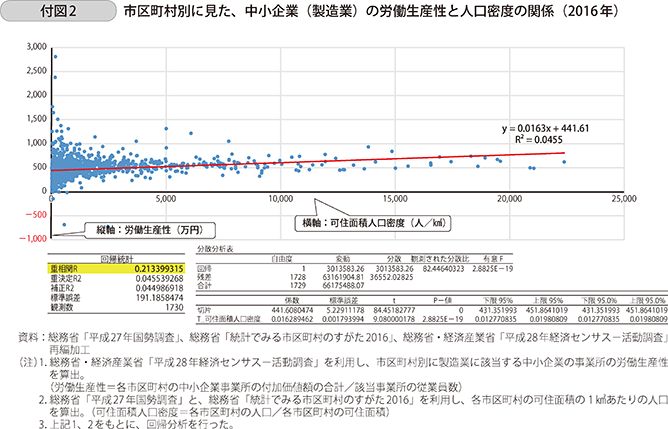 付図2 市区町村別に見た、中小企業（製造業）の労働生産性と人口密度の関係（2016年）
3,000
2,500
2,000
1,500
1,000
500
0
−500
−1,000
0 5,000 10,000 15,000 20,000 25,000
y = 0.0163x + 441.61
R² = 0.0455
縦軸：労働生産性（万円）
横軸：可住面積人口密度（人／㎢）
回帰統計
重相関R 0.213399315
重決定R2 0.045539268
補正R2 0.044986918
標準誤差 191.1858474
観測数 1730
分散分析表
自由度 変動 分散 観測された分散比 有意 F
回帰 1 3013583.26 3013583.26 82.44640323 2.8825E−19
残差 1728 63161904.81 36552.02825
合計 1729 66175488.07
係数 標準誤差 t P−値 下限 95% 上限 95% 下限 95.0% 上限 95.0%
切片 441.6080474 5.22911178 84.45182777 0 431.351993 451.8641019 431.351993 451.8641019
T_可住面積人口密度 0.016289462 0.001793994 9.080000178 2.8825E−19 0.012770835 0.01980809 0.012770835 0.01980809
資料：総務省「平成27年国勢調査」、総務省「統計でみる市区町村のすがた2016」、総務省・経済産業省「平成28年経済センサス−活動調査」
再編加工
（注）1. 総務省・経済産業省「平成28年経済センサス−活動調査」を利用し、市区町村別に製造業に該当する中小企業の事業所の労働生産性
を算出。
（労働生産性＝各市区町村の中小企業事業所の付加価値額の合計／該当事業所の従業員数）
2. 総務省「平成27年国勢調査」と、総務省「統計でみる市区町村のすがた2016」を利用し、各市区町村の可住面積の１㎢あたりの人口
を算出。（可住面積人口密度＝各市区町村の人口／各市区町村の可住面積）
3. 上記１、２をもとに、回帰分析を行った。